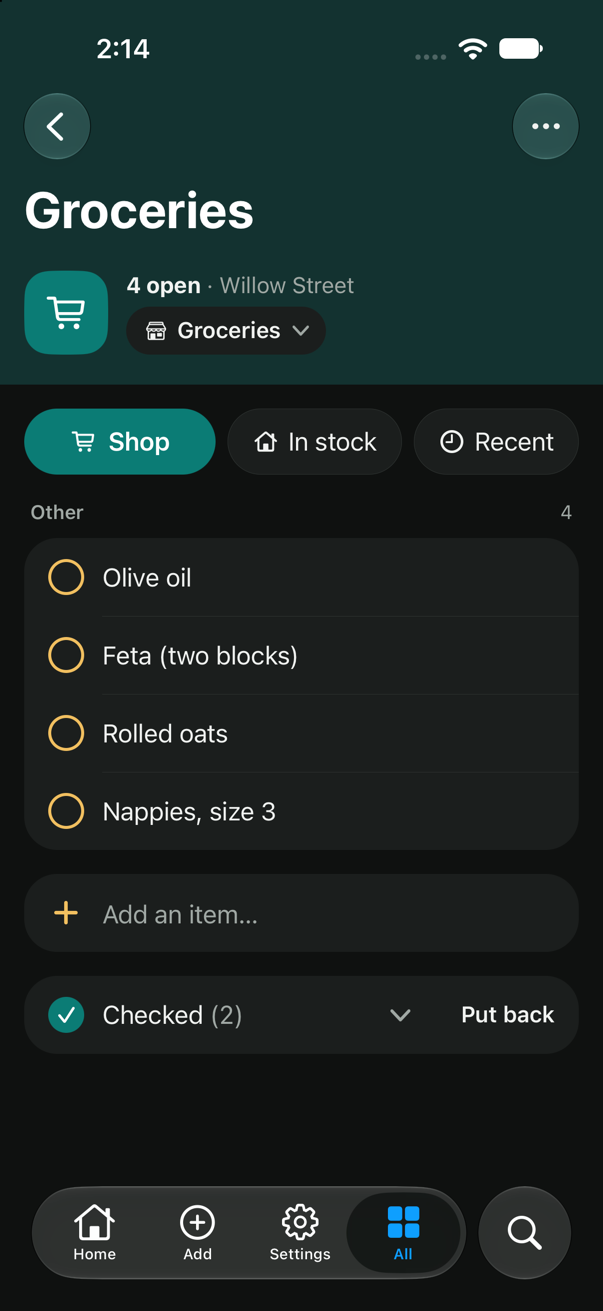 2:14
Groceries
4 open · Willow Street
Groceries
Shop
In stock
Recent
Other
4
Olive oil
Feta (two blocks)
Rolled oats
Nappies, size 3
Add an item...
Checked (2)
Put back
Home
Add
Settings
All